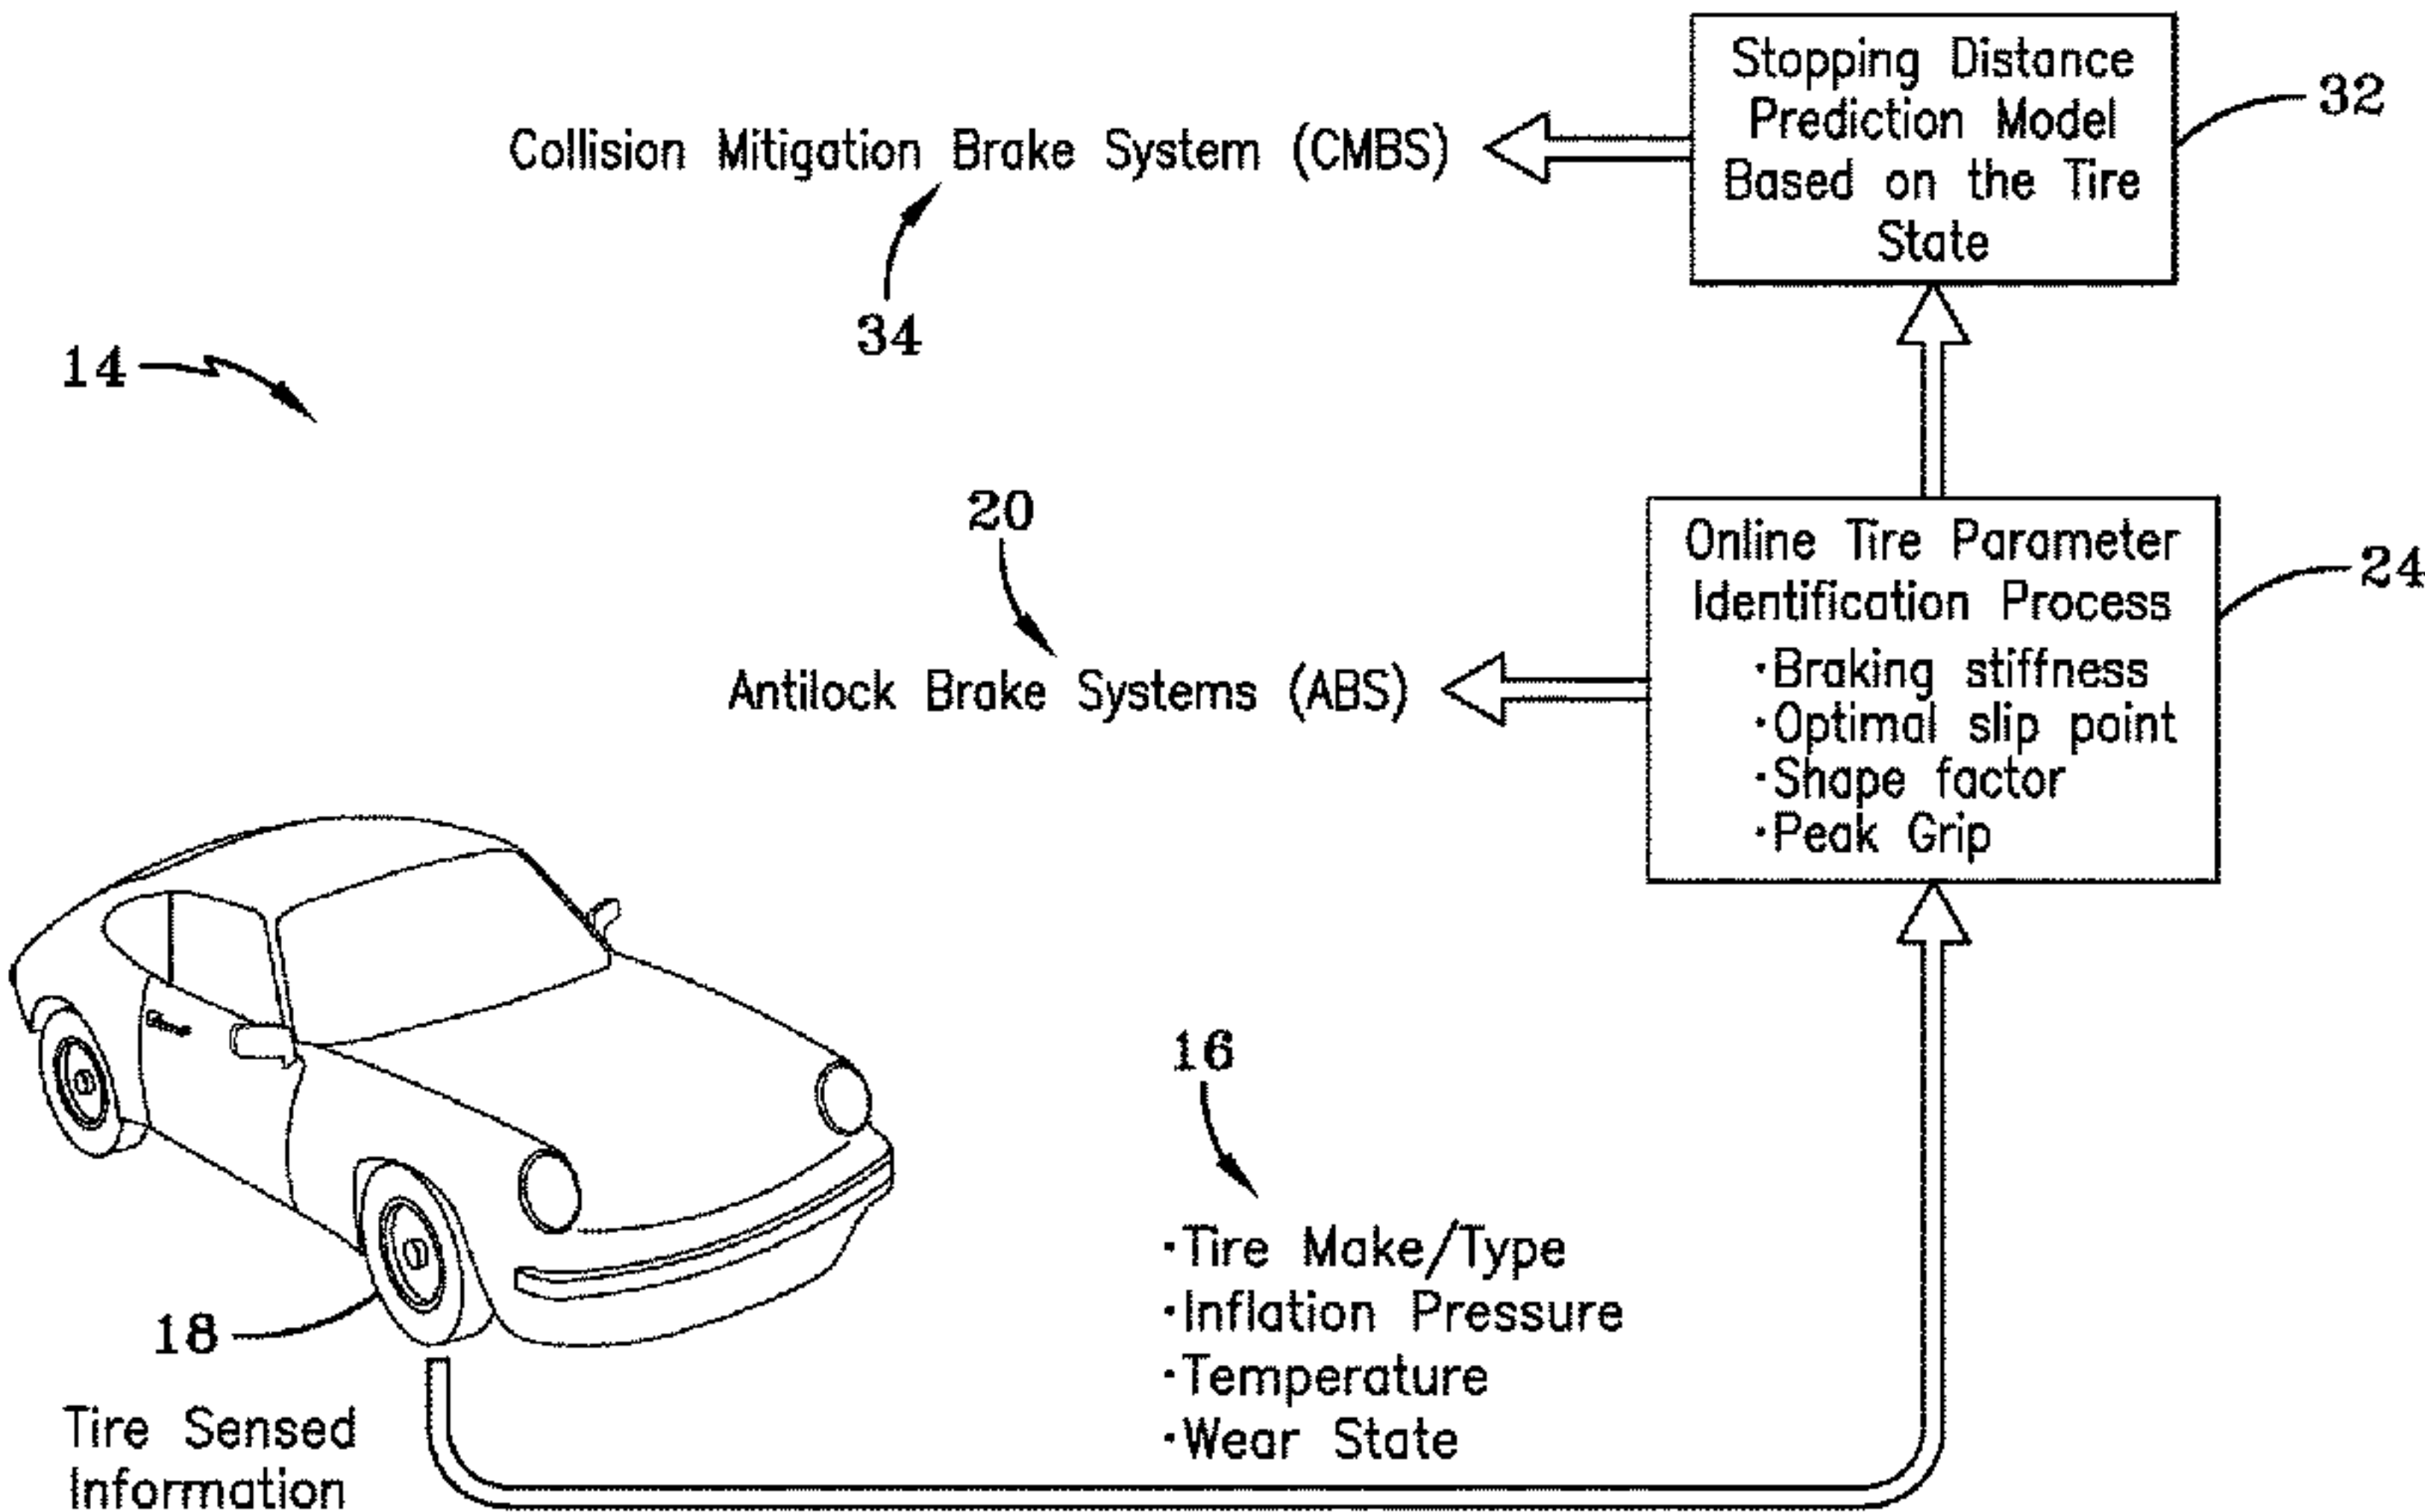 Stopping Distance
Prediction Model
Based on the Tire
State
32
Collision Mitigation Brake System (CMBS)
34
14
20
Online Tire Parameter
Identification Process
·Braking stiffness
·Optimal slip point
·Shape factor
·Peak Grip
24
Antilock Brake Systems (ABS)
16
·Tire Make/Type
·Inflation Pressure
·Temperature
·Wear State
18
Tire Sensed
Information